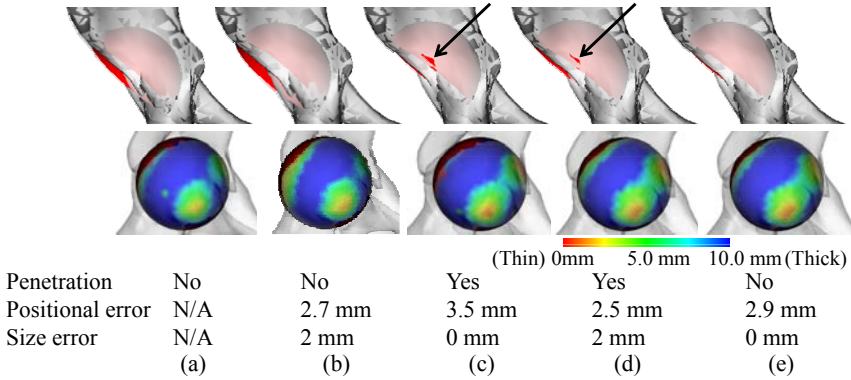 (Thin) 0mm 5.0 mm 10.0 mm (Thick)
Penetration No No Yes Yes No
Positional error N/A 2.7 mm 3.5 mm 2.5 mm 2.9 mm
Size error N/A 2 mm 0 mm 2 mm 0 mm
(a) (b) (c) (d) (e)